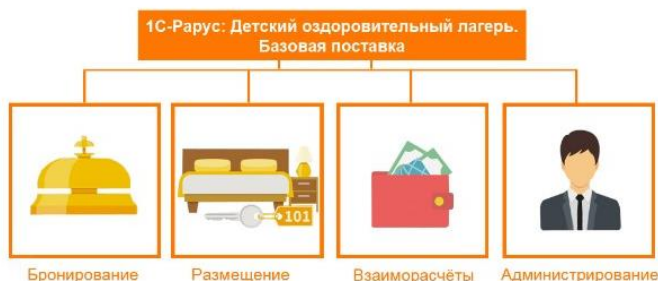 1С-Рарус: Детский оздоровительный лагерь.
Базовая поставка
101
Бронирование
Размещение
Взаиморасчёты
Администрирование